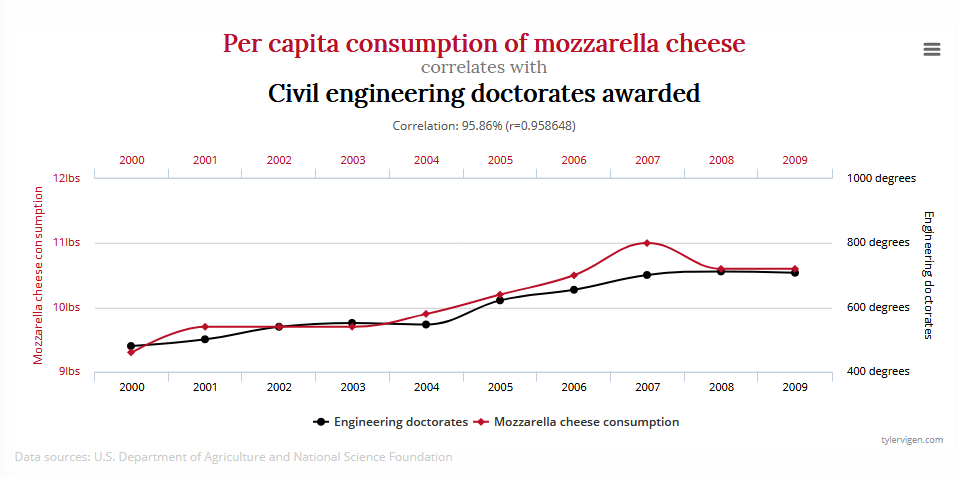 Per capita consumption of mozzarella cheese
correlates with
Civil engineering doctorates awarded
Correlation: 95.86% (r=0.958648)
2000 2001 2002 2003 2004 2005 2006 2007 2008 2009
Mozzarella cheese consumption
12lbs
11lbs
10lbs
9lbs
1000 degrees
800 degrees
600 degrees
400 degrees
Engineering doctorates
2000 2001 2002 2003 2004 2005 2006 2007 2008 2009
Engineering doctorates Mozzarella cheese consumption
tylervigen.com
Data sources: U.S. Department of Agriculture and National Science Foundation